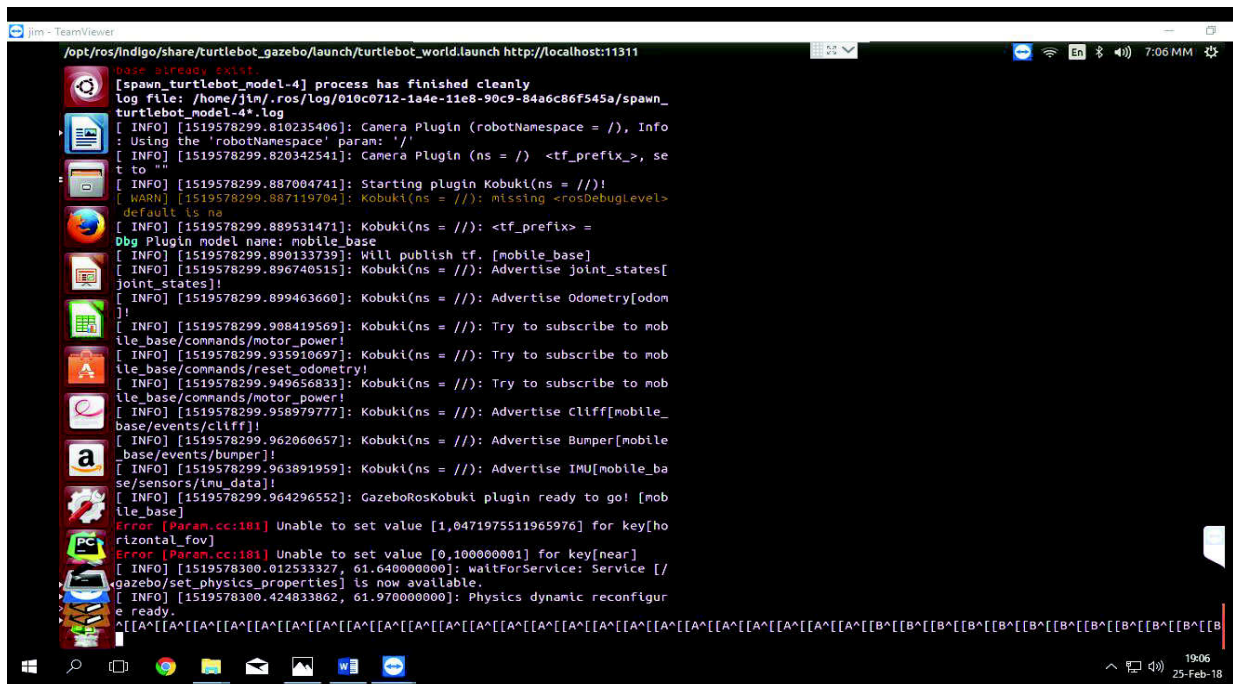 jim - TeamViewer
/opt/ros/indigo/share/turtlebot_gazebo/launch/turtlebot_world.launch http://localhost:11311
En
7:06 MM
base already exist.
[spawn_turtlebot_model-4] process has finished cleanly
log file: /home/jim/.ros/log/010c0712-1a4e-11e8-90c9-84a6c86f545a/spawn_
turtlebot_model-4*.log
[ INFO] [1519578299.810235406]: Camera Plugin (robotNamespace = /), Info
: Using the 'robotNamespace' param: '/'
[ INFO] [1519578299.820342541]: Camera Plugin (ns = /)  <tf_prefix_>, se
t to ""
[ INFO] [1519578299.887004741]: Starting plugin Kobuki(ns = //)!
[ WARN] [1519578299.887119704]: Kobuki(ns = //): missing <rosDebugLevel>
default is na
[ INFO] [1519578299.889531471]: Kobuki(ns = //): <tf_prefix> =
Dbg Plugin model name: mobile_base
[ INFO] [1519578299.890133739]: Will publish tf. [mobile_base]
[ INFO] [1519578299.896740515]: Kobuki(ns = //): Advertise joint_states[
joint_states]!
[ INFO] [1519578299.899463660]: Kobuki(ns = //): Advertise Odometry[odom
]!
[ INFO] [1519578299.908419569]: Kobuki(ns = //): Try to subscribe to mob
ile_base/commands/motor_power!
[ INFO] [1519578299.935910697]: Kobuki(ns = //): Try to subscribe to mob
ile_base/commands/reset_odometry!
[ INFO] [1519578299.949656833]: Kobuki(ns = //): Try to subscribe to mob
ile_base/commands/motor_power!
[ INFO] [1519578299.958979777]: Kobuki(ns = //): Advertise Cliff[mobile_
base/events/cliff]!
[ INFO] [1519578299.962060657]: Kobuki(ns = //): Advertise Bumper[mobile
_base/events/bumper]!
[ INFO] [1519578299.963891959]: Kobuki(ns = //): Advertise IMU[mobile_ba
se/sensors/imu_data]!
[ INFO] [1519578299.964296552]: GazeboRosKobuki plugin ready to go! [mob
ile_base]
Error [Param.cc:181] Unable to set value [1,0471975511965976] for key[ho
rizontal_fov]
Error [Param.cc:181] Unable to set value [0,100000001] for key[near]
[ INFO] [1519578300.012533327, 61.640000000]: waitForService: Service [/
gazebo/set_physics_properties] is now available.
[ INFO] [1519578300.424833862, 61.970000000]: Physics dynamic reconfigur
e ready.
^[[A^[[A^[[A^[[A^[[A^[[A^[[A^[[A^[[A^[[A^[[A^[[A^[[A^[[A^[[A^[[A^[[A^[[B^[[B^[[B^[[B^[[B^[[B^[[B^[[B^[[B^[[B^[[B
a
PC
19:06
25-Feb-18